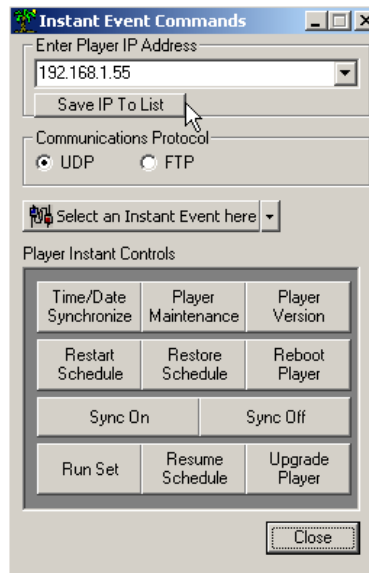 Instant Event Commands
Enter Player IP Address
192.168.1.55
Save IP To List
Communications Protocol
UDP FTP
Select an Instant Event here
Player Instant Controls
Time/Date Player Player
Synchronize Maintenance Version
Restart Restore Reboot
Schedule Schedule Player
Sync On Sync Off
Run Set Resume Upgrade
Schedule Player
Close